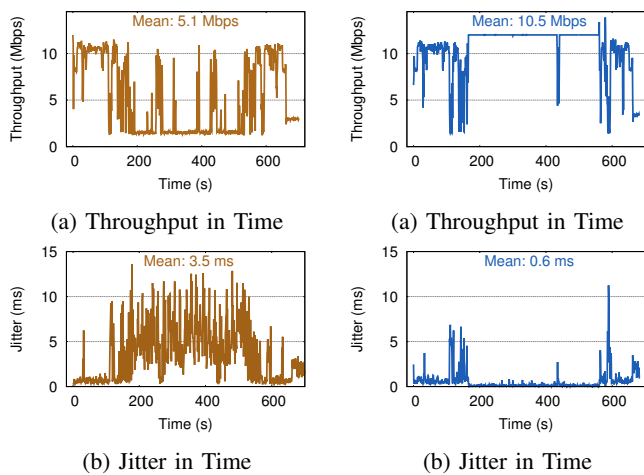 Mean: 5.1 Mbps
Throughput (Mbps)
15
10
5
0
0 200 400 600
Time (s)
(a) Throughput in Time
Mean: 10.5 Mbps
Throughput (Mbps)
10
5
0
0 200 400 600
Time (s)
(a) Throughput in Time
Mean: 3.5 ms
Jitter (ms)
15
10
5
0
0 200 400 600
Time (s)
(b) Jitter in Time
Mean: 0.6 ms
Jitter (ms)
15
10
5
0
0 200 400 600
Time (s)
(b) Jitter in Time